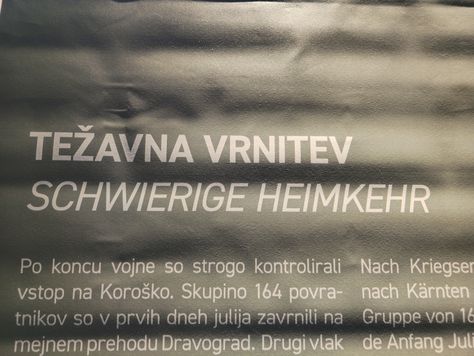 TEŽAVNA VRNITEV
SCHWIERIGE HEIMKEHR
Po koncu vojne so strogo kontrolirali
vstop na Koroško. Skupino 164 povra-
tnikov so v prvih dneh julija zavrnili na
mejnem prehodu Dravograd. Drugi vlak
Nach Kriegsen
nach Kärnten
Gruppe von 16
de Anfang Jul